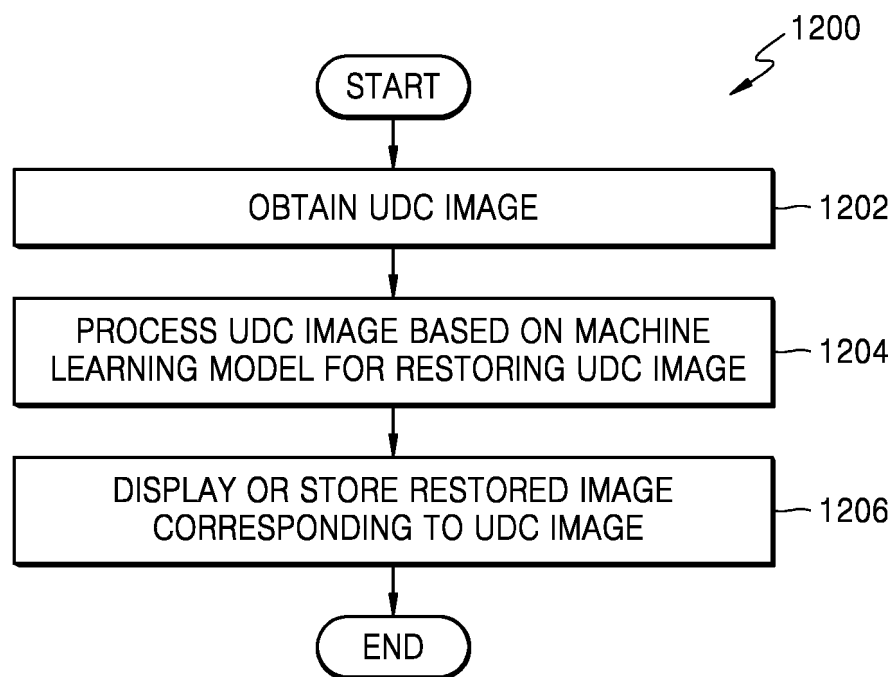 1200
START
OBTAIN UDC IMAGE
1202
PROCESS UDC IMAGE BASED ON MACHINE
LEARNING MODEL FOR RESTORING UDC IMAGE
1204
DISPLAY OR STORE RESTORED IMAGE
CORRESPONDING TO UDC IMAGE
1206
END